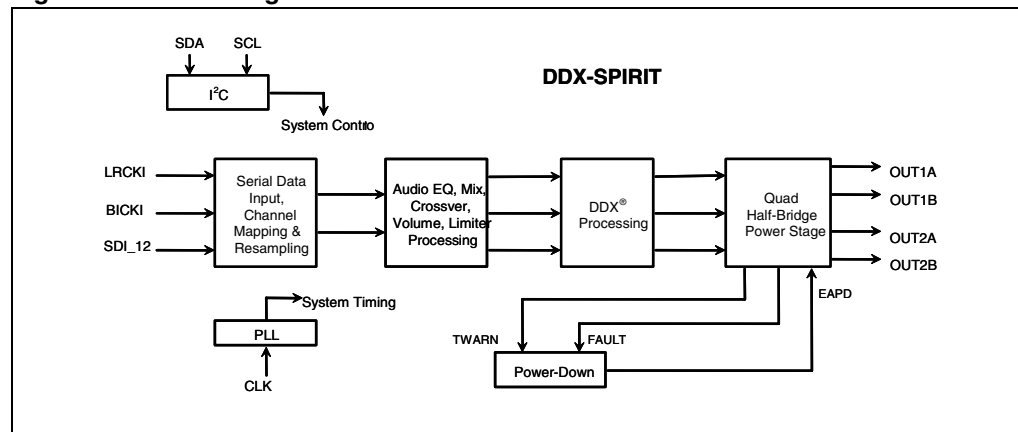 SDA SCL
DDX-SPIRIT
I²C
System Contro
LRCKI
BICKI
SDI_12
Serial Data
Input,
Channel
Mapping &
Resampling
Audio EQ, Mix,
Crossver,
Volume, Limiter
Processing
DDX®
Processing
Quad
Half-Bridge
Power Stage
OUT1A
OUT1B
OUT2A
OUT2B
EAPD
System Timing
PLL
CLK
TWARN
FAULT
Power-Down